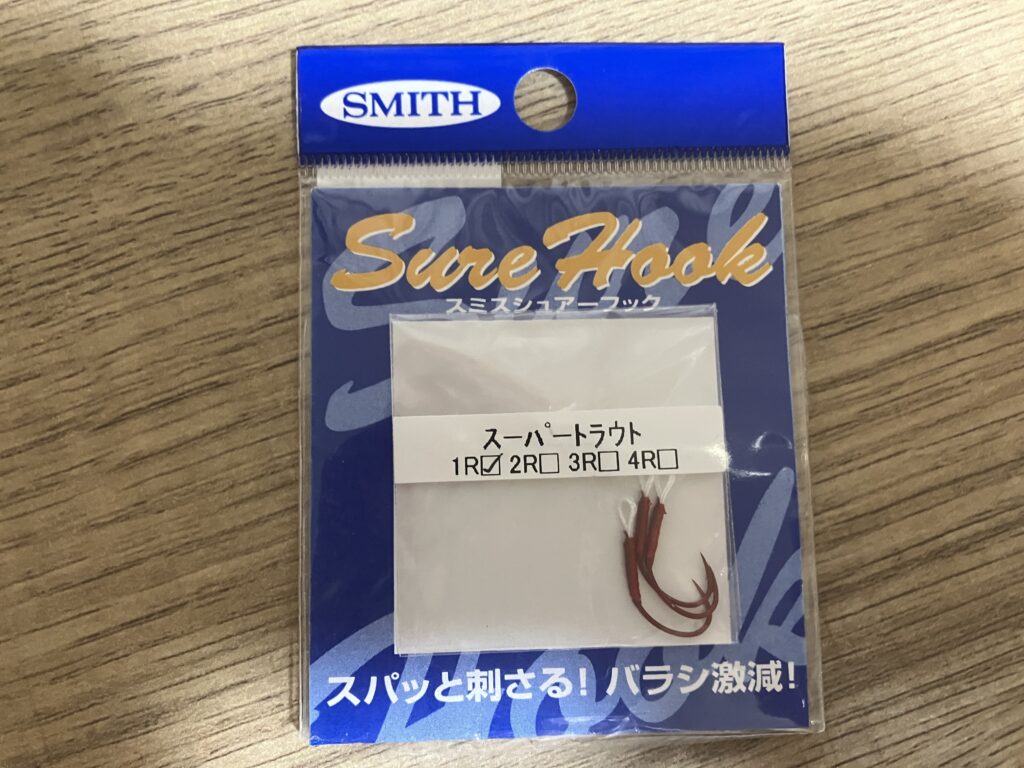 SMITH
Sure Hook
スミスシュアーフック
スーパートラウト
1R☑ 2R□ 3R□ 4R□
スパッと刺さる！バラシ激減！